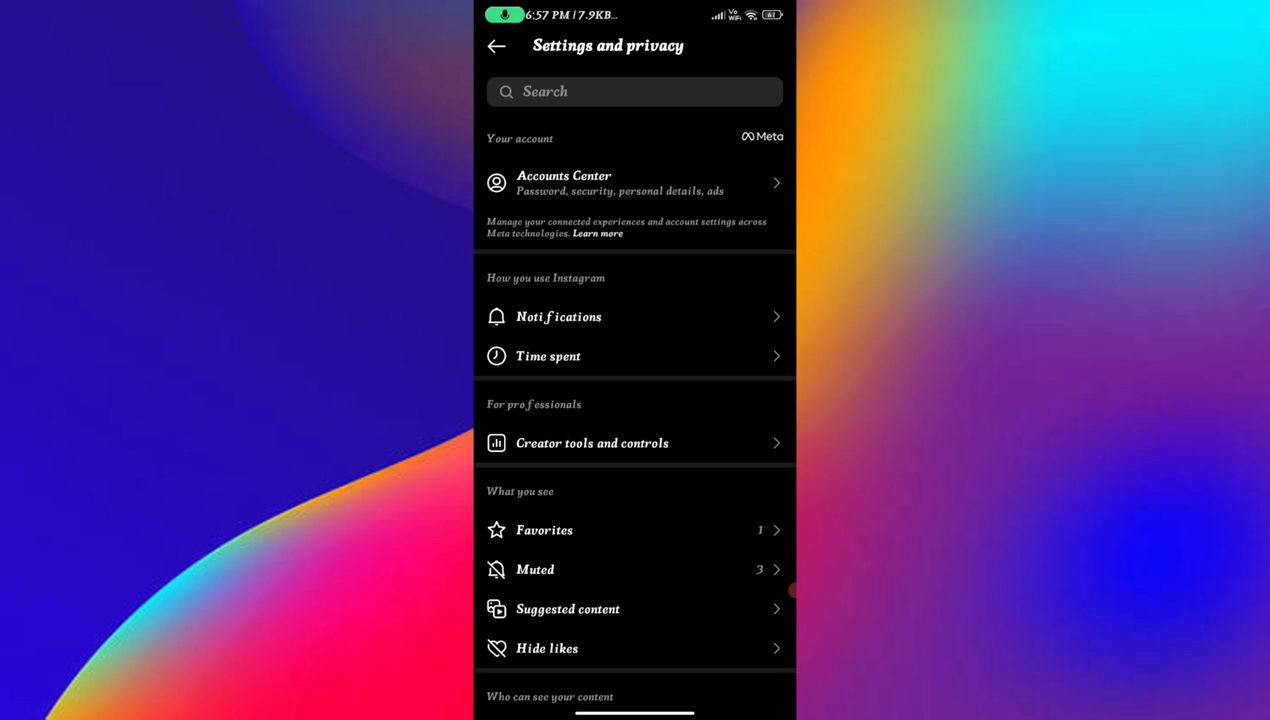 6:57 PM | 7.9KB...
Vo
WiFi
61
Settings and privacy
Search
Your account
Meta
Accounts Center
Password, security, personal details, ads
Manage your connected experiences and account settings across
Meta technologies. Learn more
How you use Instagram
Notifications
Time spent
For professionals
Creator tools and controls
What you see
Favorites 1
Muted 3
Suggested content
Hide likes
Who can see your content